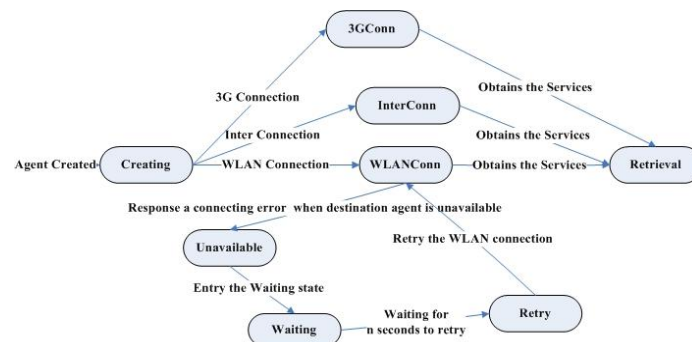 3GConn
Obtains the Services
3G Connection
InterConn
Inter Connection
Obtains the Services
Agent Created
Creating
WLAN Connection
WLANConn
Obtains the Services
Retrieval
Response a connecting error when destination agent is unavailable
Unavailable
Retry the WLAN connection
Entry the Waiting state
Waiting
Waiting for
n seconds to retry
Retry